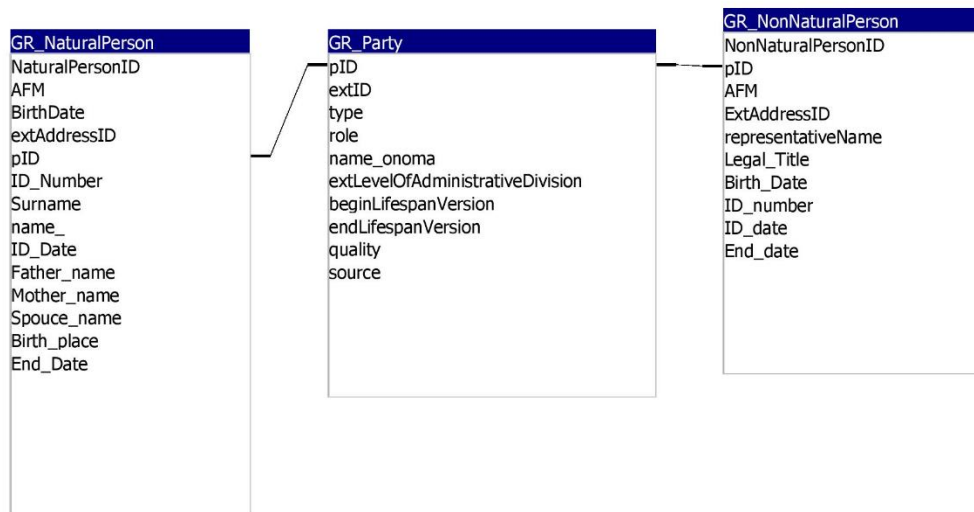 GR_NaturalPerson
NaturalPersonID
AFM
BirthDate
extAddressID
pID
ID_Number
Surname
name_
ID_Date
Father_name
Mother_name
Spouce_name
Birth_place
End_Date
GR_Party
pID
extID
type
role
name_onoma
extLevelOfAdministrativeDivision
beginLifespanVersion
endLifespanVersion
quality
source
GR_NonNaturalPerson
NonNaturalPersonID
pID
AFM
ExtAddressID
representativeName
Legal_Title
Birth_Date
ID_number
ID_date
End_date